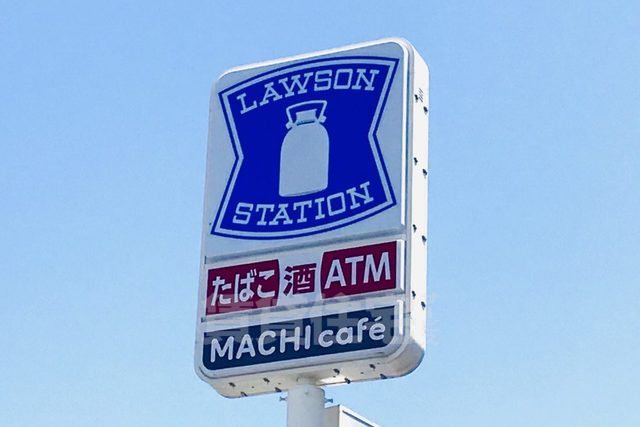 LAWSON
STATION
たばこ 酒 ATM
MACHI café